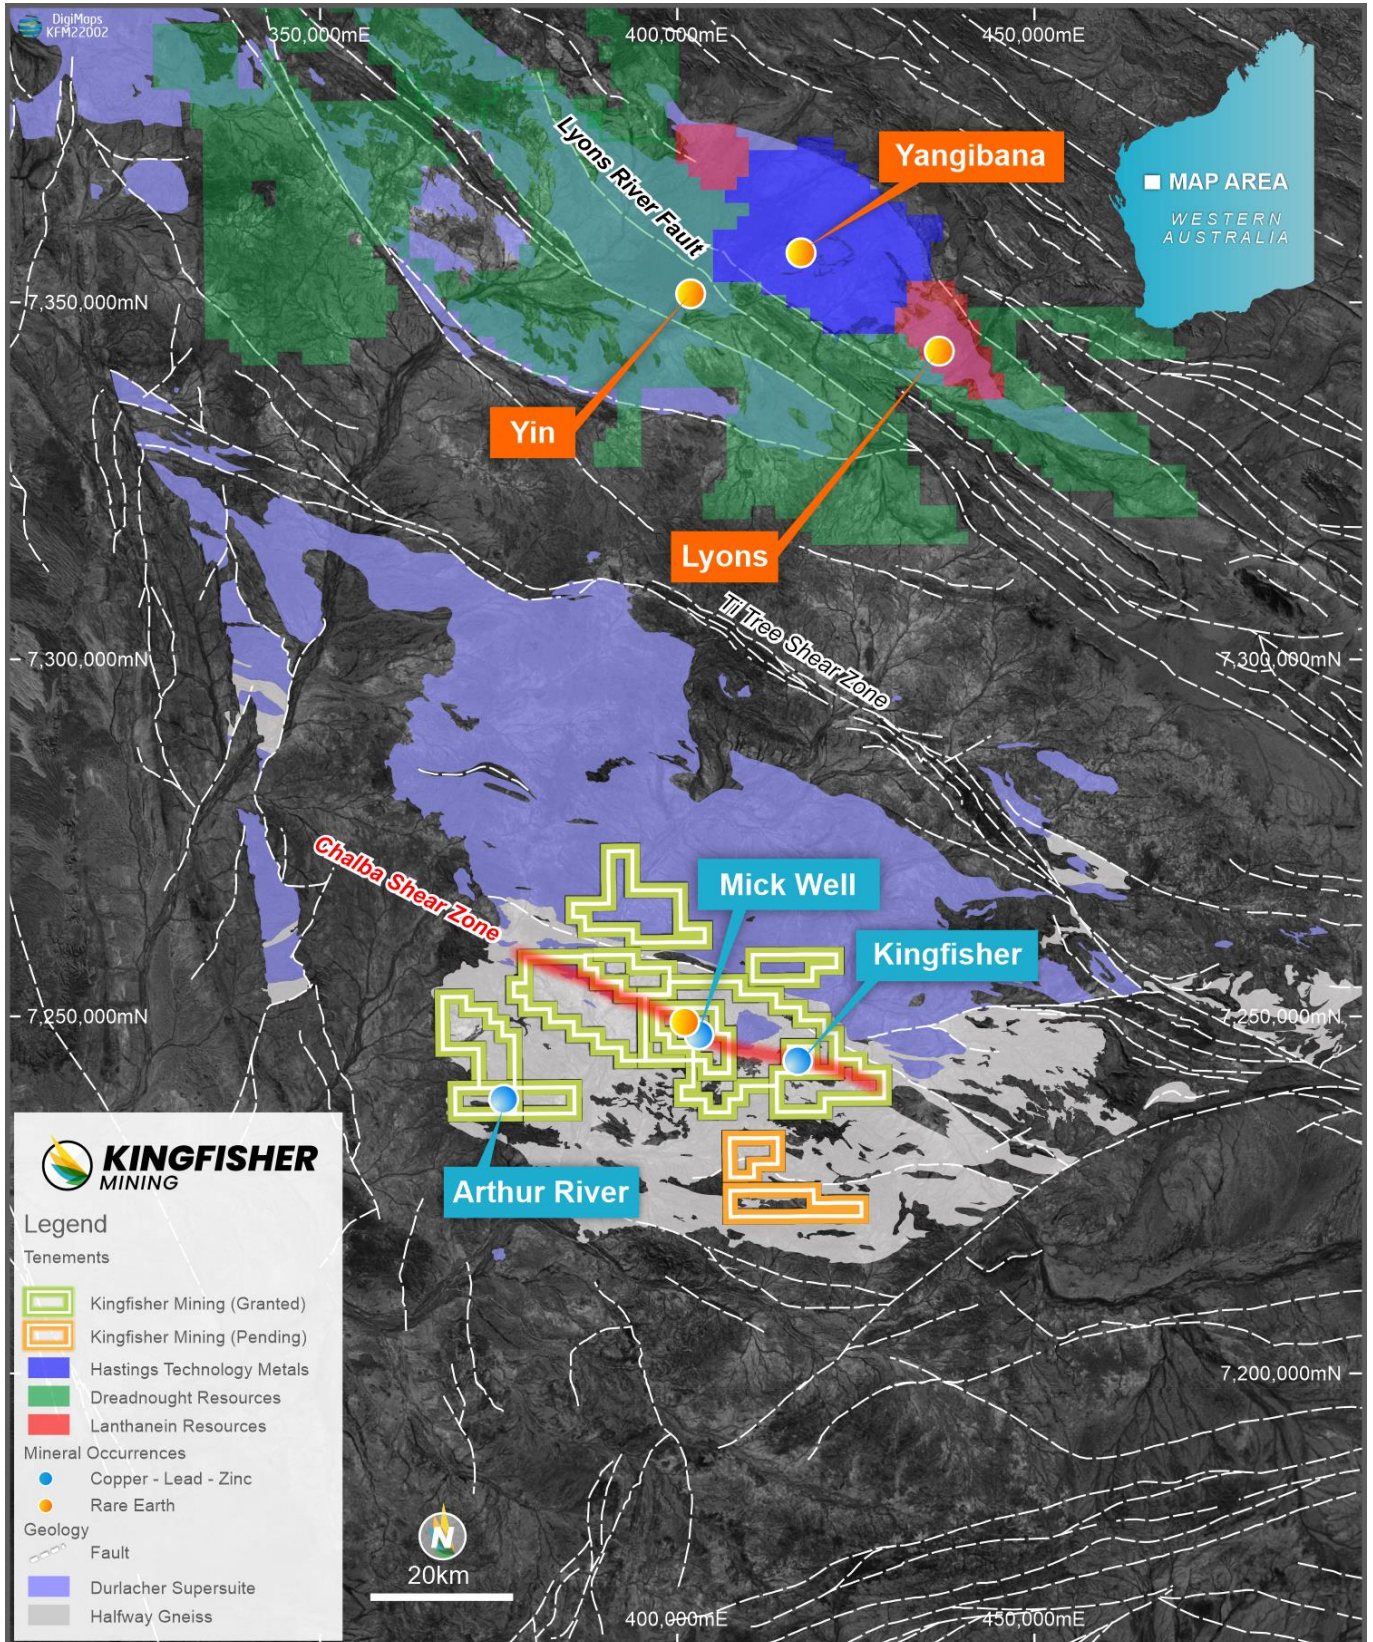 DigiMaps
KFM22002
350,000mE
400,000mE
450,000mE
Lyons River Fault
Yangibana
MAP AREA
WESTERN
AUSTRALIA
7,350,000mN
Yin
Lyons
Ti Tree Shear Zone
7,300,000mN
7,300,000mN
Chalba Shear Zone
Mick Well
Kingfisher
7,250,000mN
7,250,000mN
Arthur River
KINGFISHER
MINING
Legend
Tenements
Kingfisher Mining (Granted)
Kingfisher Mining (Pending)
Hastings Technology Metals
Dreadnought Resources
Lanthanein Resources
Mineral Occurrences
Copper - Lead - Zinc
Rare Earth
Geology
Fault
Durlacher Supersuite
Halfway Gneiss
7,200,000mN
N
20km
400,000mE
450,000mE